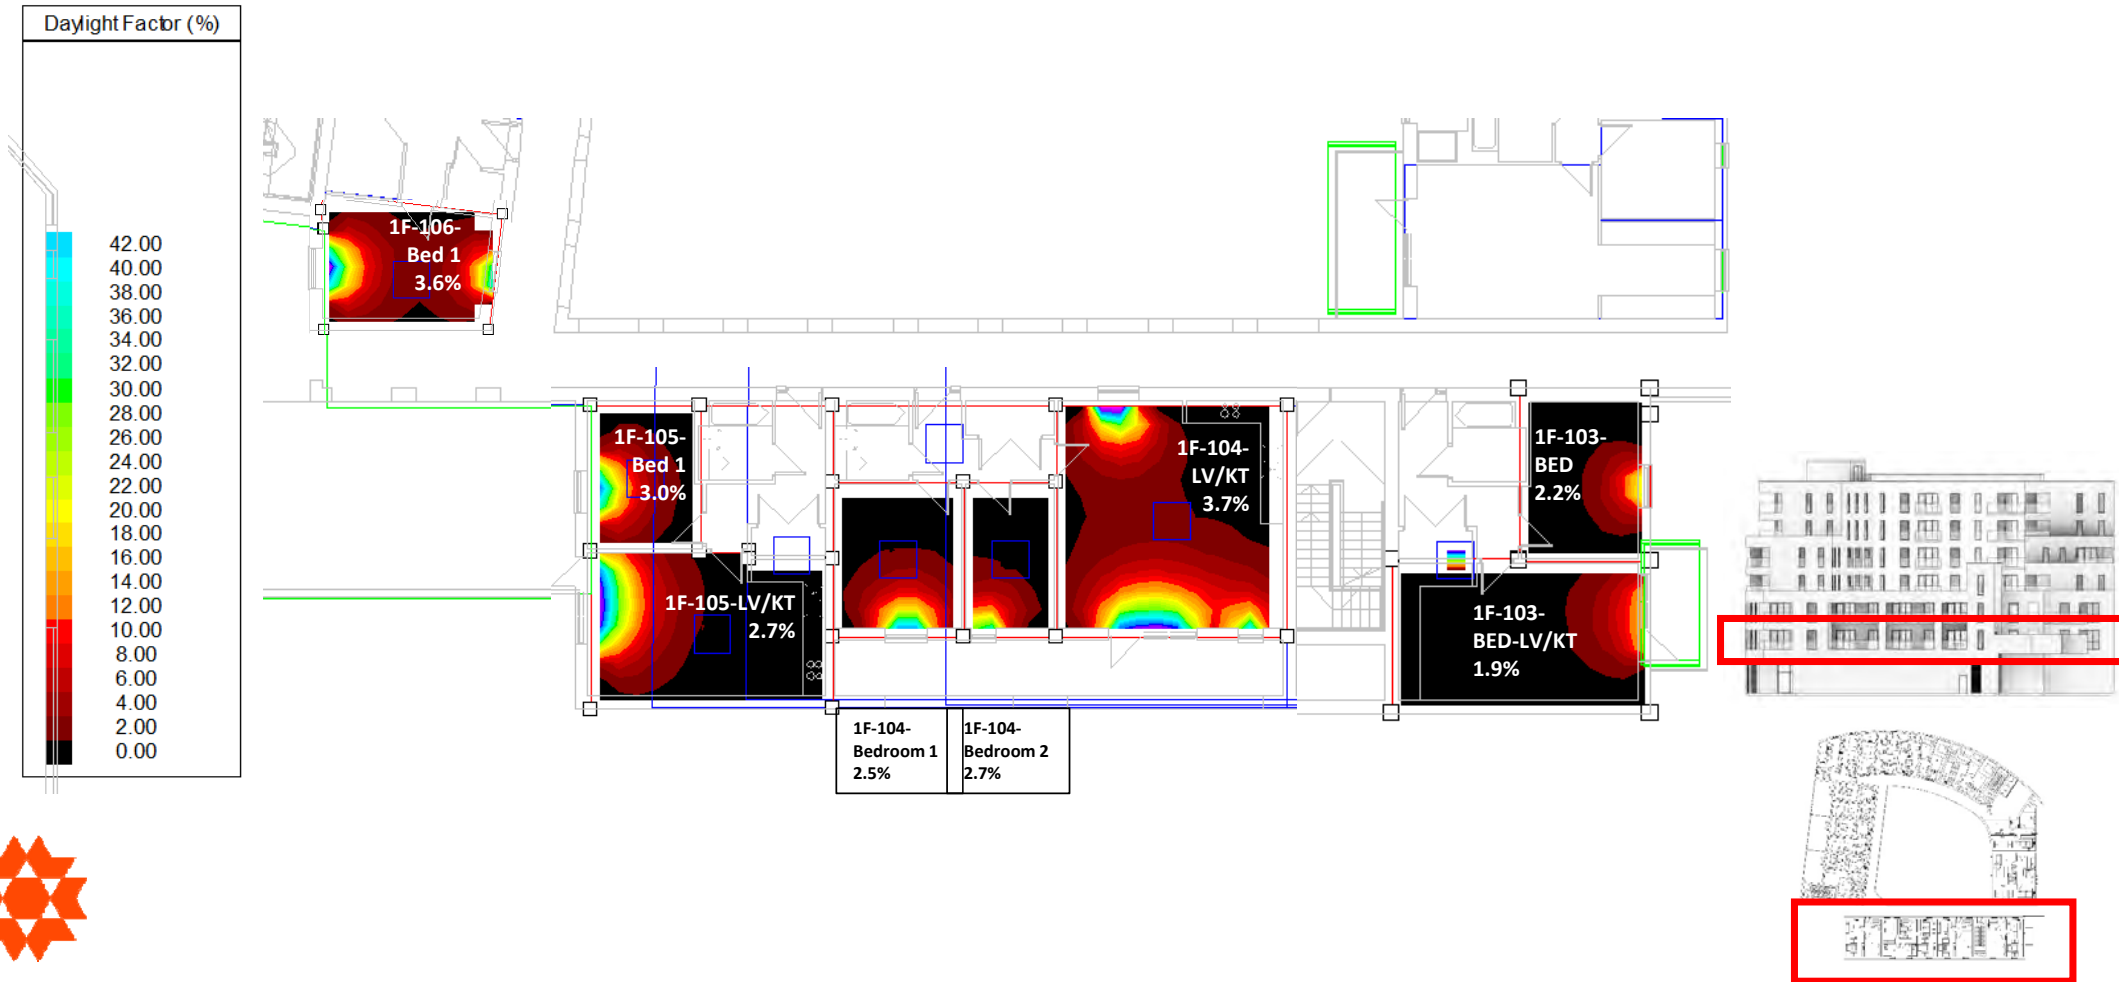 Daylight Factor (%)
42.00
40.00
38.00
36.00
34.00
32.00
30.00
28.00
26.00
24.00
22.00
20.00
18.00
16.00
14.00
12.00
10.00
8.00
6.00
4.00
2.00
0.00
1F-106-
Bed 1
3.6%
1F-105-
Bed 1
3.0%
1F-105-LV/KT
2.7%
1F-104-
LV/KT
3.7%
1F-103-
BED
2.2%
1F-103-
BED-LV/KT
1.9%
1F-104-
Bedroom 1
2.5%
1F-104-
Bedroom 2
2.7%